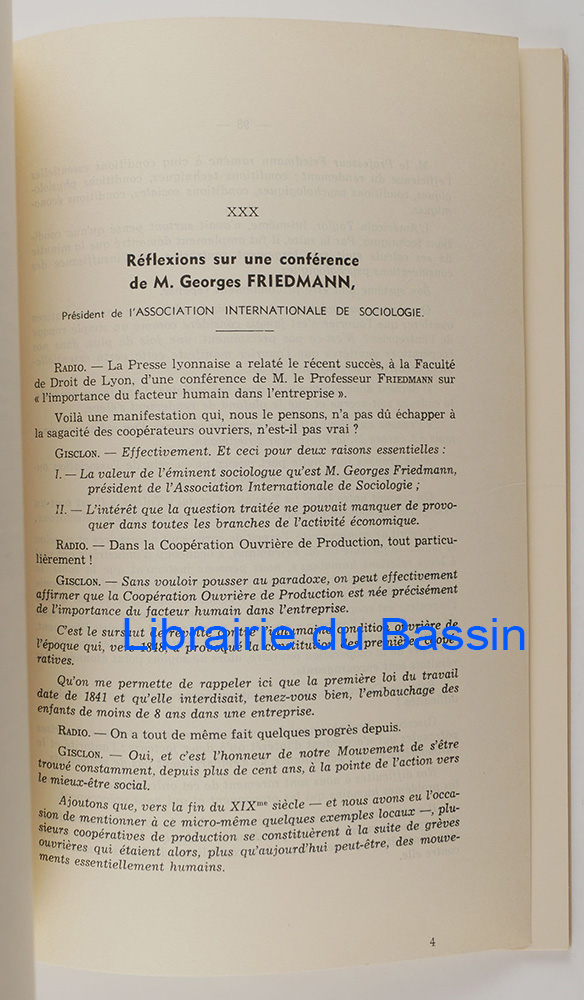 XXX
Réflexions sur une conférence
de M. Georges FRIEDMANN,
Président de l'ASSOCIATION INTERNATIONALE DE SOCIOLOGIE.
RADIO. — La Presse lyonnaise a relaté le récent succès, à la Faculté
de Droit de Lyon, d'une conférence de M. le Professeur FRIEDMANN sur
« l'importance du facteur humain dans l'entreprise ».
Voilà une manifestation qui, nous le pensons, n'a pas dû échapper à
la sagacité des coopérateurs ouvriers, n'est-il pas vrai ?
GISCLON. — Effectivement. Et ceci pour deux raisons essentielles :
I. — La valeur de l'éminent sociologue qu'est M. Georges Friedmann,
président de l'Association Internationale de Sociologie ;
II. — L'intérêt que la question traitée ne pouvait manquer de provo-
quer dans toutes les branches de l'activité économique.
RADIO. — Dans la Coopération Ouvrière de Production, tout particu-
lièrement !
GISCLON. — Sans vouloir pousser au paradoxe, on peut effectivement
affirmer que la Coopération Ouvrière de Production est née précisément
de l'importance du facteur humain dans l'entreprise.
C'est le sursaut de révolte contre l'inhumaine condition ouvrière de
l'époque qui, vers 1848, a provoqué la constitution des premières coopé-
ratives.
Librairie du Bassin
Qu'on me permette de rappeler ici que la première loi du travail
date de 1841 et qu'elle interdisait, tenez-vous bien, l'embauchage des
enfants de moins de 8 ans dans une entreprise.
RADIO. — On a tout de même fait quelques progrès depuis.
GISCLON. — Oui, et c'est l'honneur de notre Mouvement de s'être
trouvé constamment, depuis plus de cent ans, à la pointe de l'action vers
le mieux-être social.
Ajoutons que, vers la fin du XIXme siècle — et nous avons eu l'occa-
sion de mentionner à ce micro-même quelques exemples locaux —, plu-
sieurs coopératives de production se constituèrent à la suite de grèves
ouvrières qui étaient alors, plus qu'aujourd'hui peut-être, des mouve-
ments essentiellement humains.
4